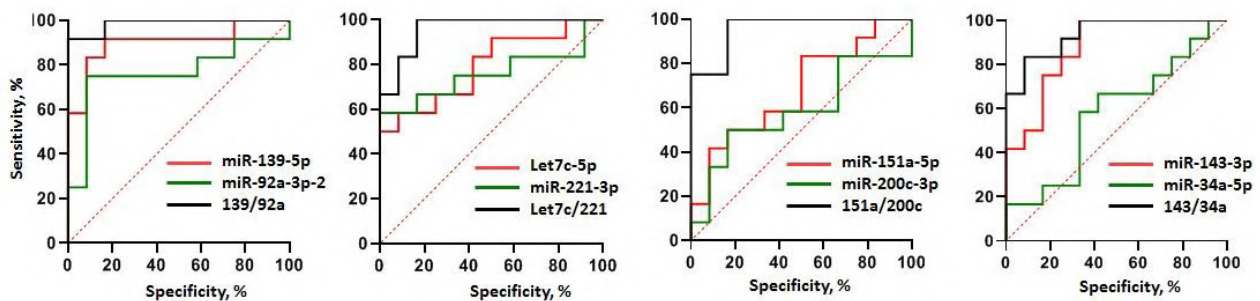 Sensitivity, %
100
80
60
40
20
0
0 20 40 60 80 100
Specificity, %
miR-139-5p
miR-92a-3p-2
139/92a
100
80
60
40
20
0
0 20 40 60 80 100
Specificity, %
Let7c-5p
miR-221-3p
Let7c/221
100
80
60
40
20
0
0 20 40 60 80 100
Specificity, %
miR-151a-5p
miR-200c-3p
151a/200c
100
80
60
40
20
0
0 20 40 60 80 100
Specificity, %
miR-143-3p
miR-34a-5p
143/34a